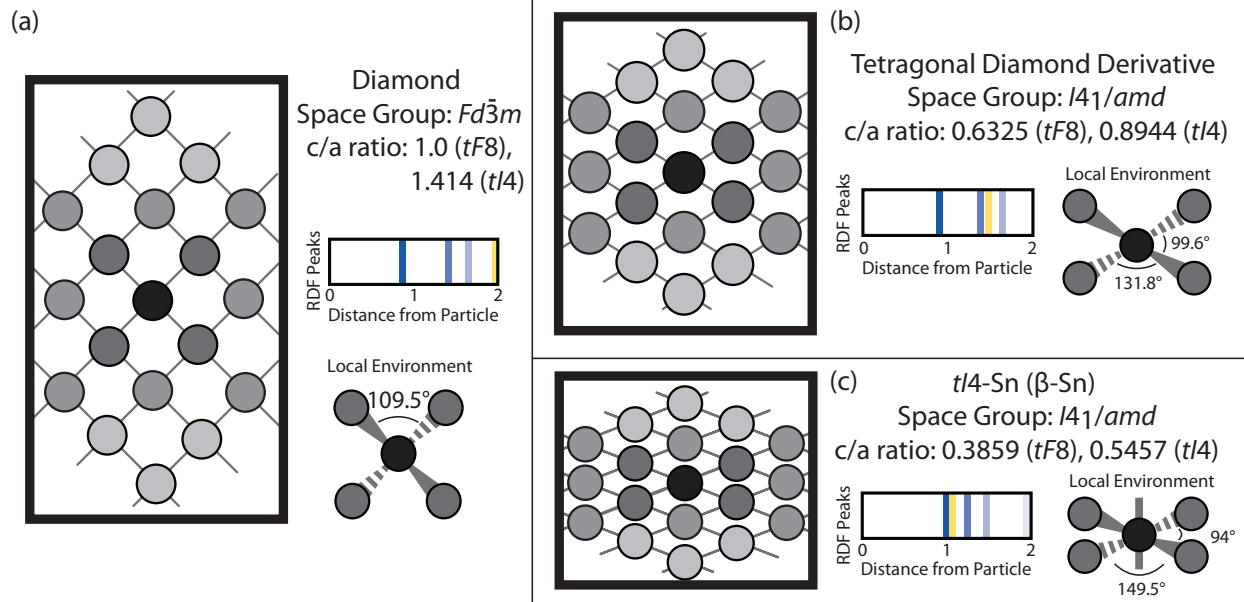 (a)
Diamond
Space Group: Fd3̄m
c/a ratio: 1.0 (tF8),
1.414 (tI4)
RDF Peaks
0 1 2
Distance from Particle
Local Environment
109.5°
(b)
Tetragonal Diamond Derivative
Space Group: I4₁/amd
c/a ratio: 0.6325 (tF8), 0.8944 (tI4)
RDF Peaks
0 1 2
Distance from Particle
Local Environment
99.6°
131.8°
(c)
tI4-Sn (β-Sn)
Space Group: I4₁/amd
c/a ratio: 0.3859 (tF8), 0.5457 (tI4)
RDF Peaks
0 1 2
Distance from Particle
Local Environment
94°
149.5°